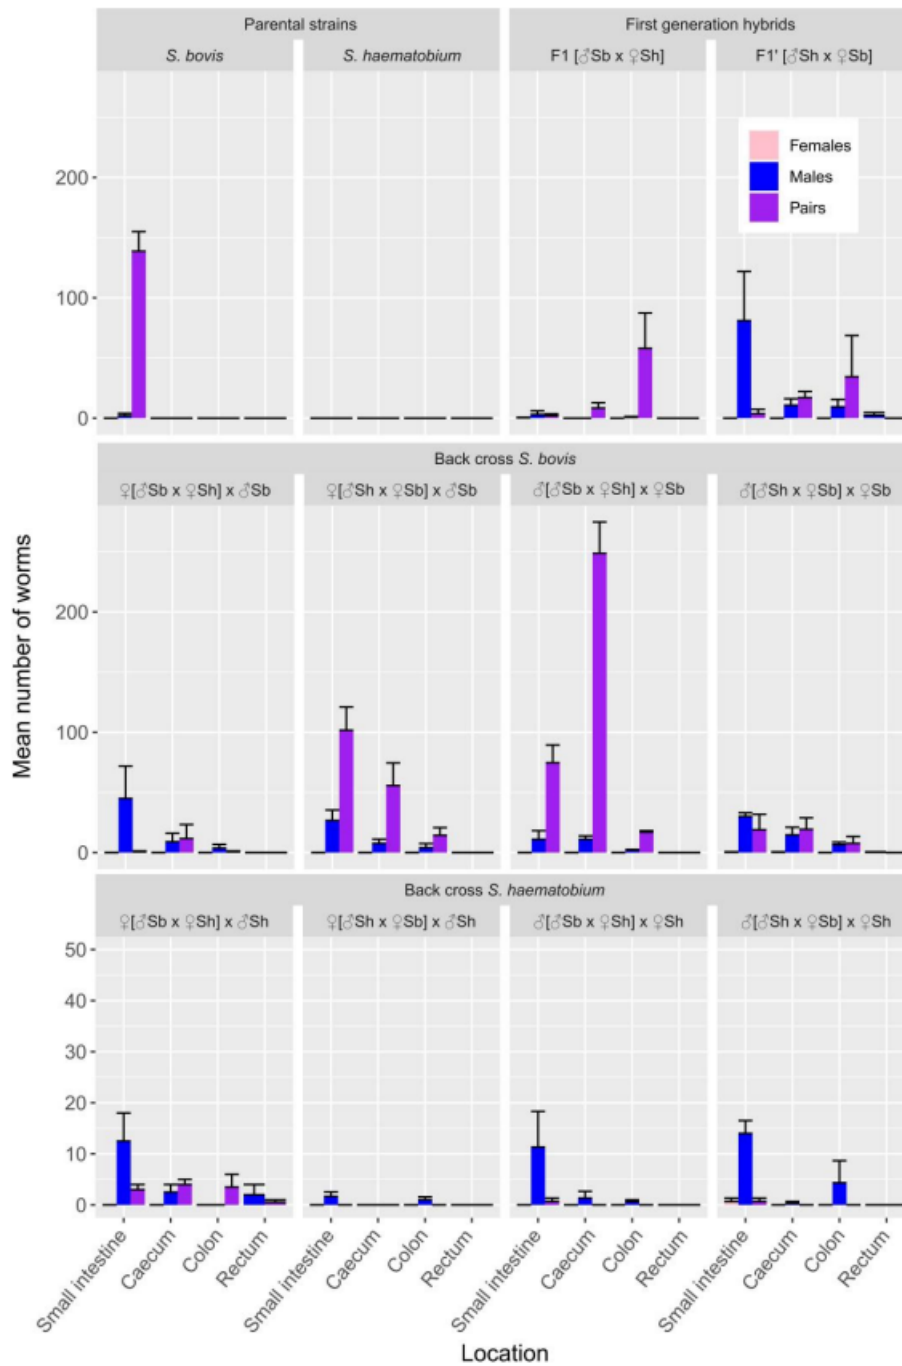 Parental strains
First generation hybrids
S. bovis
S. haematobium
F1 [♂Sb x ♀Sh]
F1' [♂Sh x ♀Sb]
Females
Males
Pairs
200
100
0
Mean number of worms
Back cross S. bovis
♀[♂Sb x ♀Sh] x ♂Sb
♀[♂Sh x ♀Sb] x ♂Sb
♂[♂Sb x ♀Sh] x ♀Sb
♂[♂Sh x ♀Sb] x ♀Sb
200
100
0
Back cross S. haematobium
♀[♂Sb x ♀Sh] x ♂Sh
♀[♂Sh x ♀Sb] x ♂Sh
♂[♂Sb x ♀Sh] x ♀Sh
♂[♂Sh x ♀Sb] x ♀Sh
50
40
30
20
10
0
Small intestine
Caecum
Colon
Rectum
Small intestine
Caecum
Colon
Rectum
Small intestine
Caecum
Colon
Rectum
Small intestine
Caecum
Colon
Rectum
Location